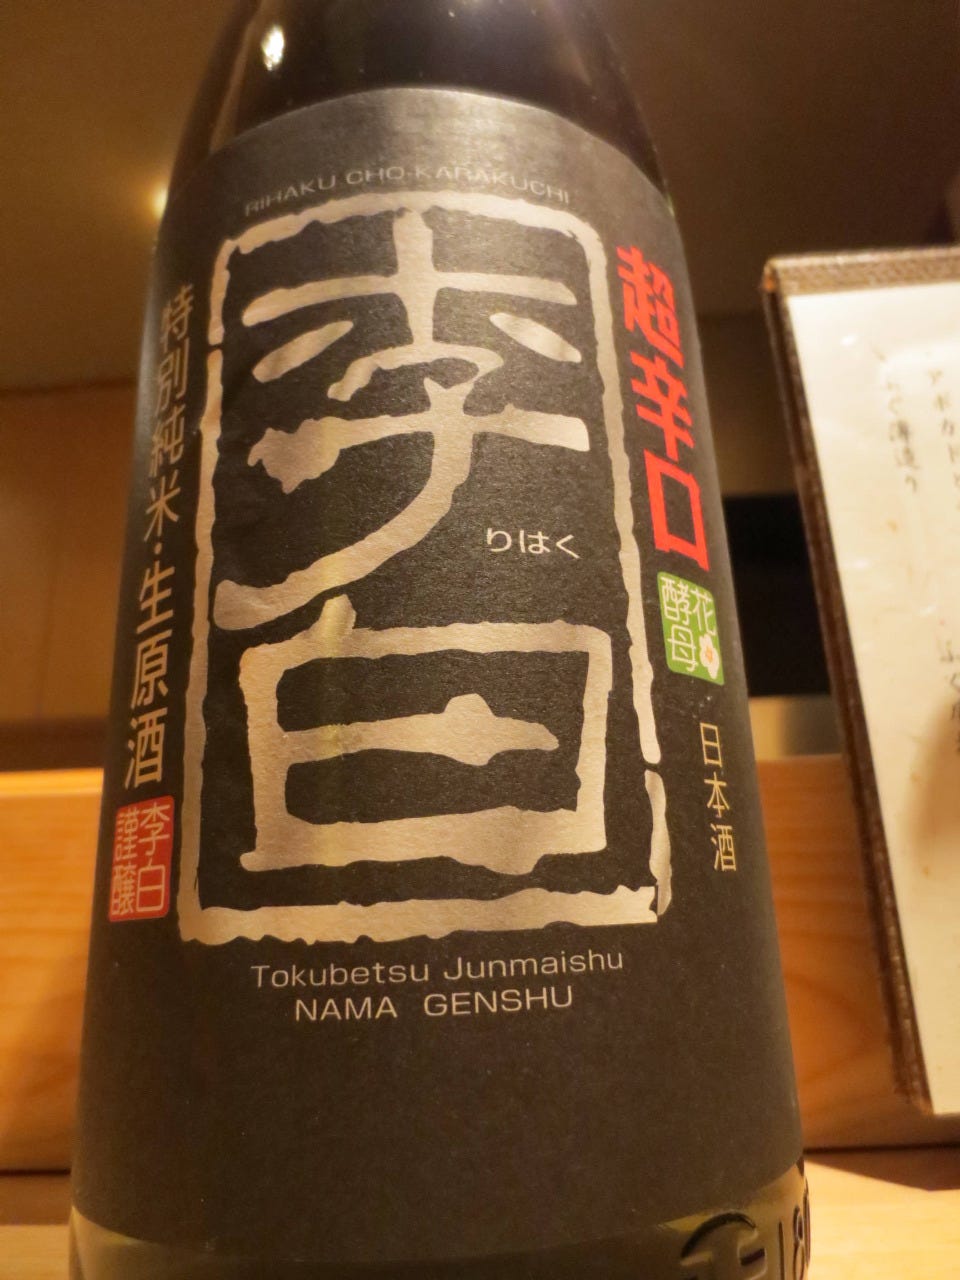 RIHAKU CHO-KARAKUCHI
超辛口
花酵母
日本酒
李白
りはく
特別純米・生原酒
李白謹醸
Tokubetsu Junmaishu
NAMA GENSHU